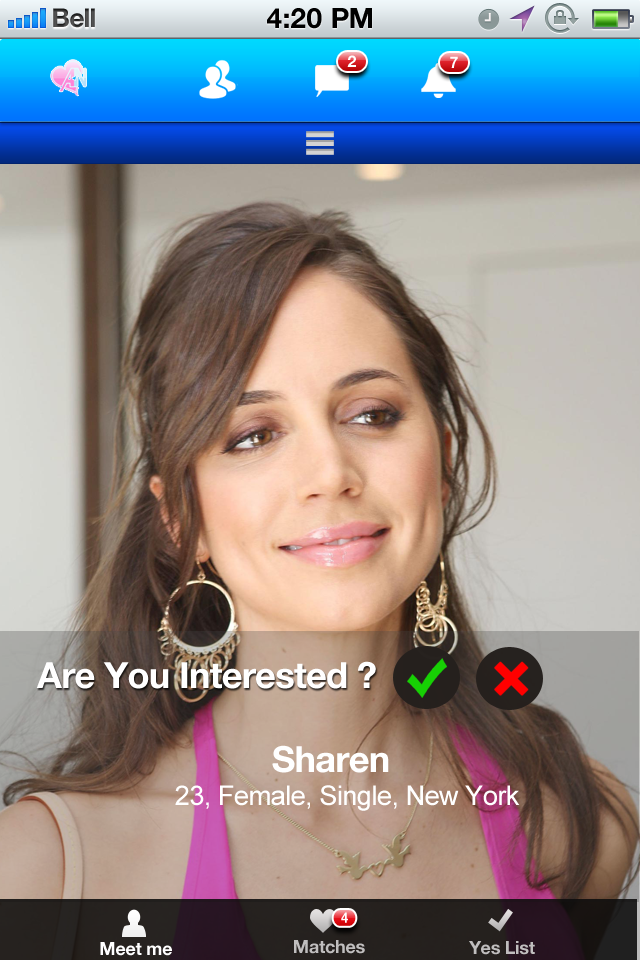 Bell 4:20 PM
2
7
Are You Interested ?
Sharen
23, Female, Single, New York
4
Meet me Matches Yes List